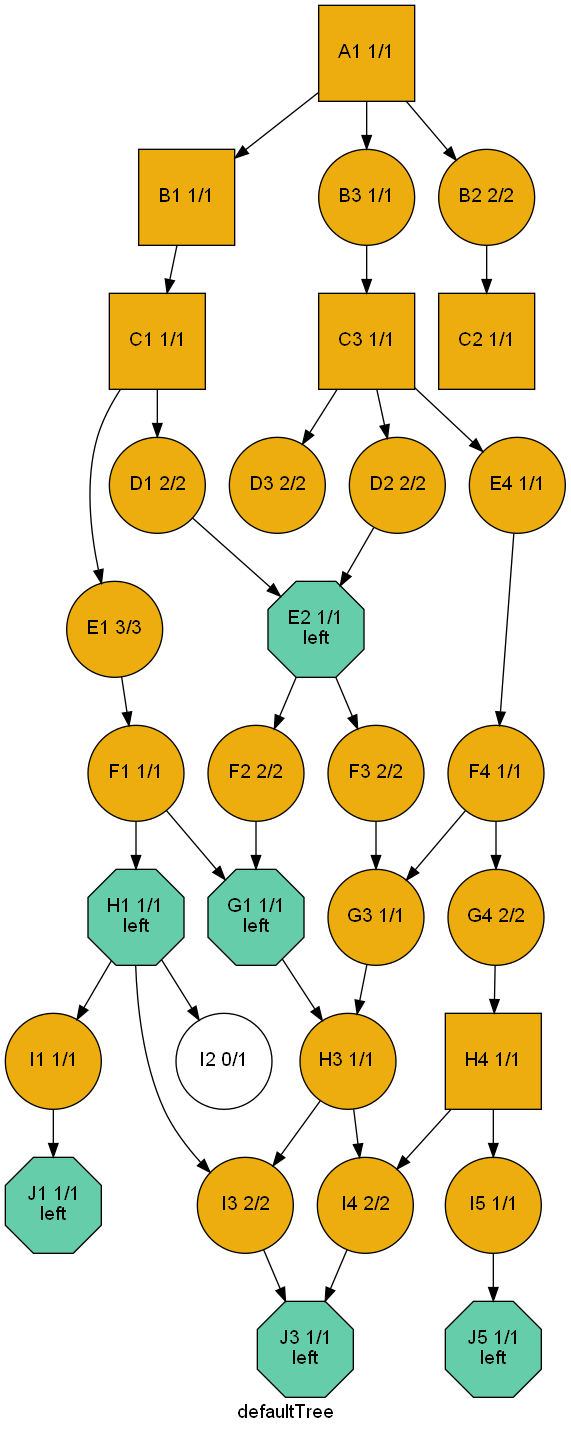 A1 1/1
B1 1/1
B3 1/1
B2 2/2
C1 1/1
C3 1/1
C2 1/1
D1 2/2
D3 2/2
D2 2/2
E4 1/1
E1 3/3
E2 1/1
left
F1 1/1
F2 2/2
F3 2/2
F4 1/1
H1 1/1
left
G1 1/1
left
G3 1/1
G4 2/2
I1 1/1
I2 0/1
H3 1/1
H4 1/1
J1 1/1
left
I3 2/2
I4 2/2
I5 1/1
J3 1/1
left
J5 1/1
left
defaultTree